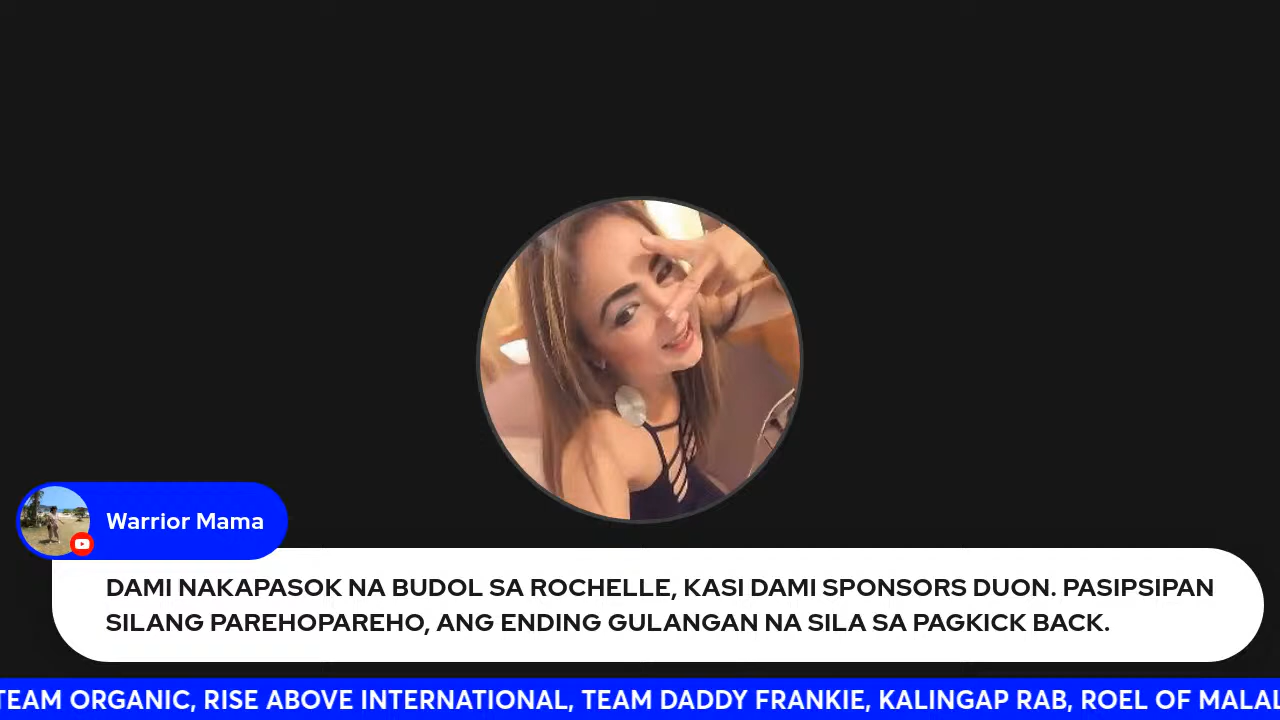 Warrior Mama
DAMI NAKAPASOK NA BUDOL SA ROCHELLE, KASI DAMI SPONSORS DUON. PASIPSIPAN
SILANG PAREHOPAREHO, ANG ENDING GULANGAN NA SILA SA PAGKICK BACK.
TEAM ORGANIC, RISE ABOVE INTERNATIONAL, TEAM DADDY FRANKIE, KALINGAP RAB, ROEL OF